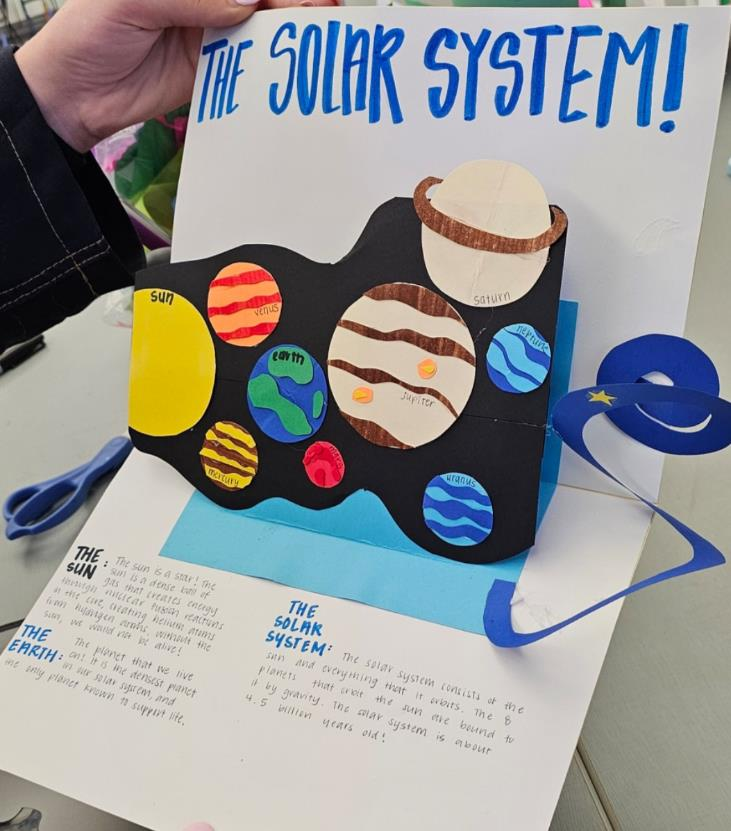 THE SOLAR SYSTEM!
saturn
sun
venus
neptune
earth
jupiter
mars
mercury
uranus
THE SUN: The sun is a star! The
sun is a dense ball of
gas that creates energy
through nuclear fusion reactions
in the core, creating helium atoms
from hydrogen atoms, without the
sun, we would not be alive!
THE EARTH: The planet that we live
on! It is the densest planet
in our solar system, and
the only planet known to support life.
THE
SOLAR
SYSTEM: The solar system consists of the
sun and everything that it orbits. The 8
planets that orbit the sun are bound to
it by gravity. The solar system is about
4.5 billion years old!